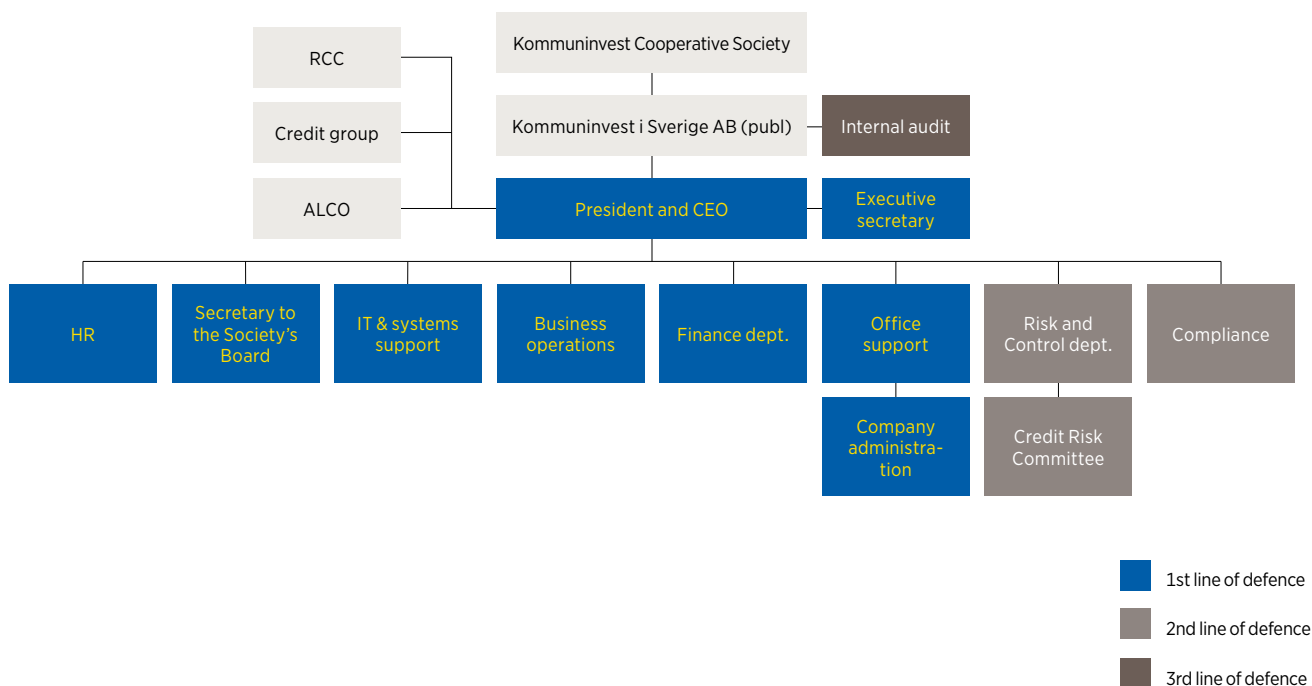 Kommuninvest Cooperative Society
RCC
Credit group
Kommuninvest i Sverige AB (publ)
Internal audit
ALCO
President and CEO
Executive
secretary
HR
Secretary to
the Society's
Board
IT & systems
support
Business
operations
Finance dept.
Office
support
Risk and
Control dept.
Compliance
Company
administra-
tion
Credit Risk
Committee
1st line of defence
2nd line of defence
3rd line of defence